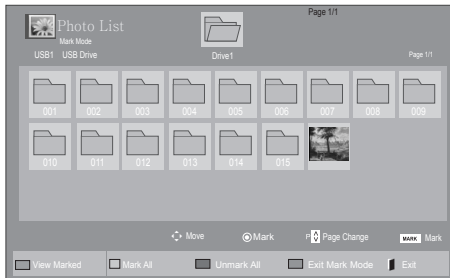 Page 1/1
Photo List
Mark Mode
USB1 USB Drive Drive1 Page 1/1
001 002 003 004 005 006 007 008 009
010 011 012 013 014 015
Move Mark P Page Change MARK Mark
View Marked Mark All Unmark All Exit Mark Mode Exit